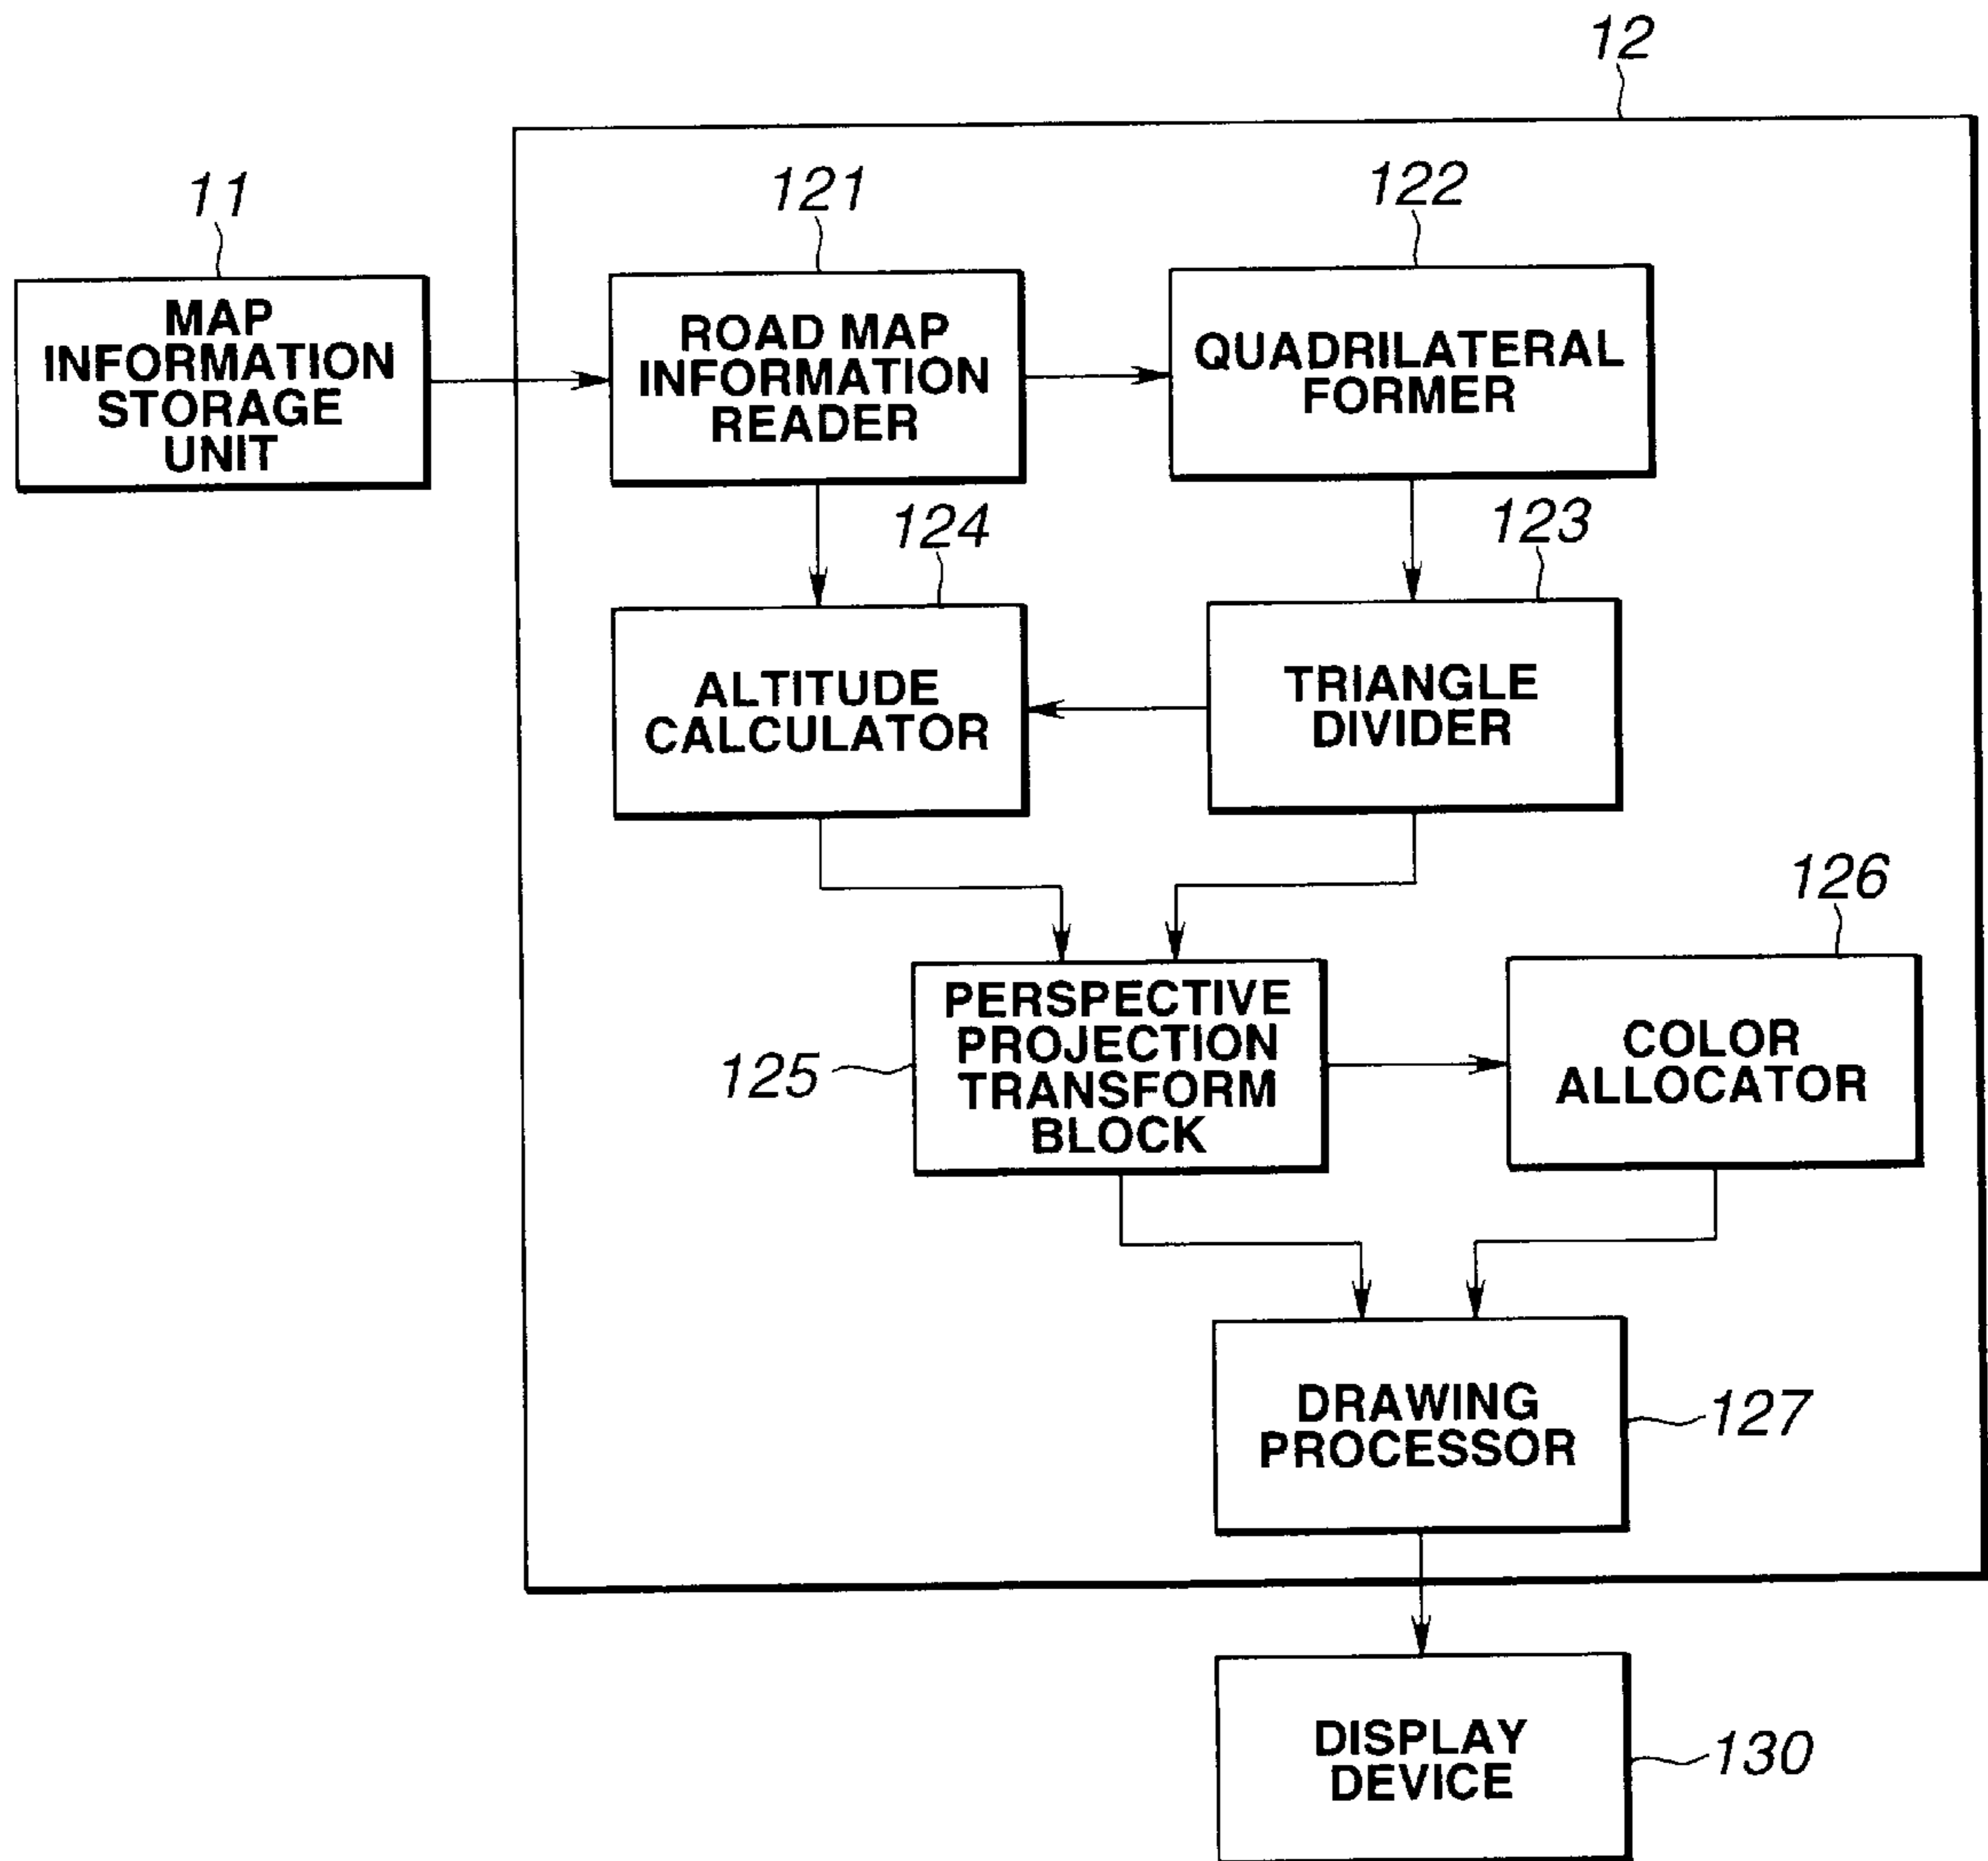 12
11
MAP
INFORMATION
STORAGE
UNIT
121
ROAD MAP
INFORMATION
READER
122
QUADRILATERAL
FORMER
124
ALTITUDE
CALCULATOR
123
TRIANGLE
DIVIDER
125
PERSPECTIVE
PROJECTION
TRANSFORM
BLOCK
126
COLOR
ALLOCATOR
DRAWING
PROCESSOR
127
DISPLAY
DEVICE
130